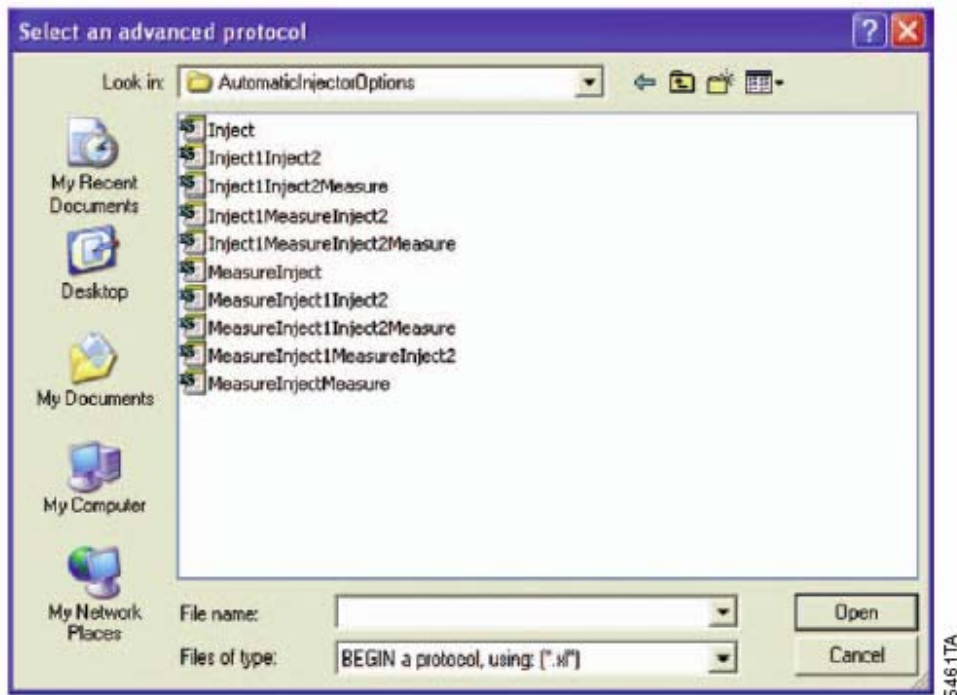 Select an advanced protocol
Look in: AutomaticInjectorOptions
My Recent
Documents
Desktop
My Documents
My Computer
My Network
Places
Inject
Inject1Inject2
Inject1Inject2Measure
Inject1MeasureInject2
Inject1MeasureInject2Measure
MeasureInject
MeasureInject1Inject2
MeasureInject1Inject2Measure
MeasureInject1MeasureInject2
MeasureInjectMeasure
File name:
Open
Files of type: BEGIN a protocol, using: (".xl")
Cancel
5461TA